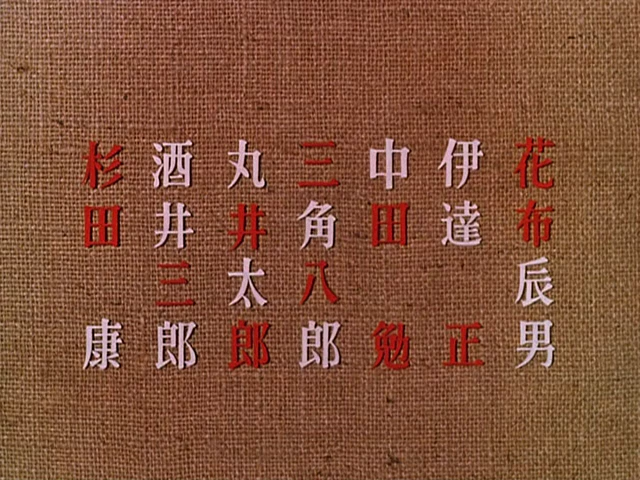 花布辰男
伊達正
中田勉
三角八郎
丸井太郎
酒井三郎
杉田康